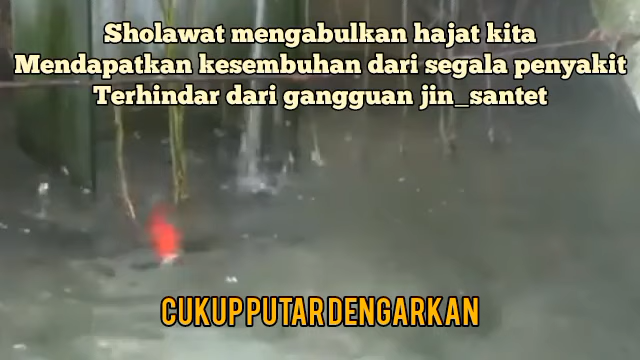 Sholawat mengabulkan hajat kita
Mendapatkan kesembuhan dari segala penyakit
Terhindar dari gangguan jin_santet
CUKUP PUTAR DENGARKAN